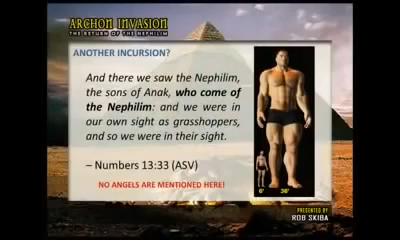 ARCHON INVASION
THE RETURN OF THE NEPHILIM
ANOTHER INCURSION?
And there we saw the Nephilim,
the sons of Anak, who come of
the Nephilim: and we were in
our own sight as grasshoppers,
and so we were in their sight.
– Numbers 13:33 (ASV)
NO ANGELS ARE MENTIONED HERE!
6' 36'
PRESENTED BY
ROB SKIBA